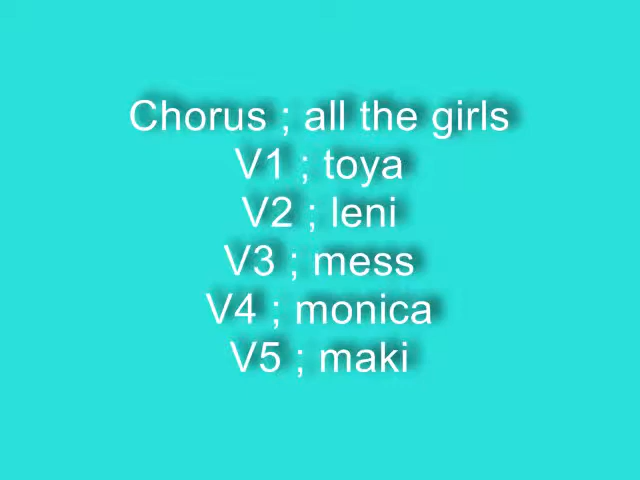 Chorus ; all the girls
V1 ; toya
V2 ; leni
V3 ; mess
V4 ; monica
V5 ; maki